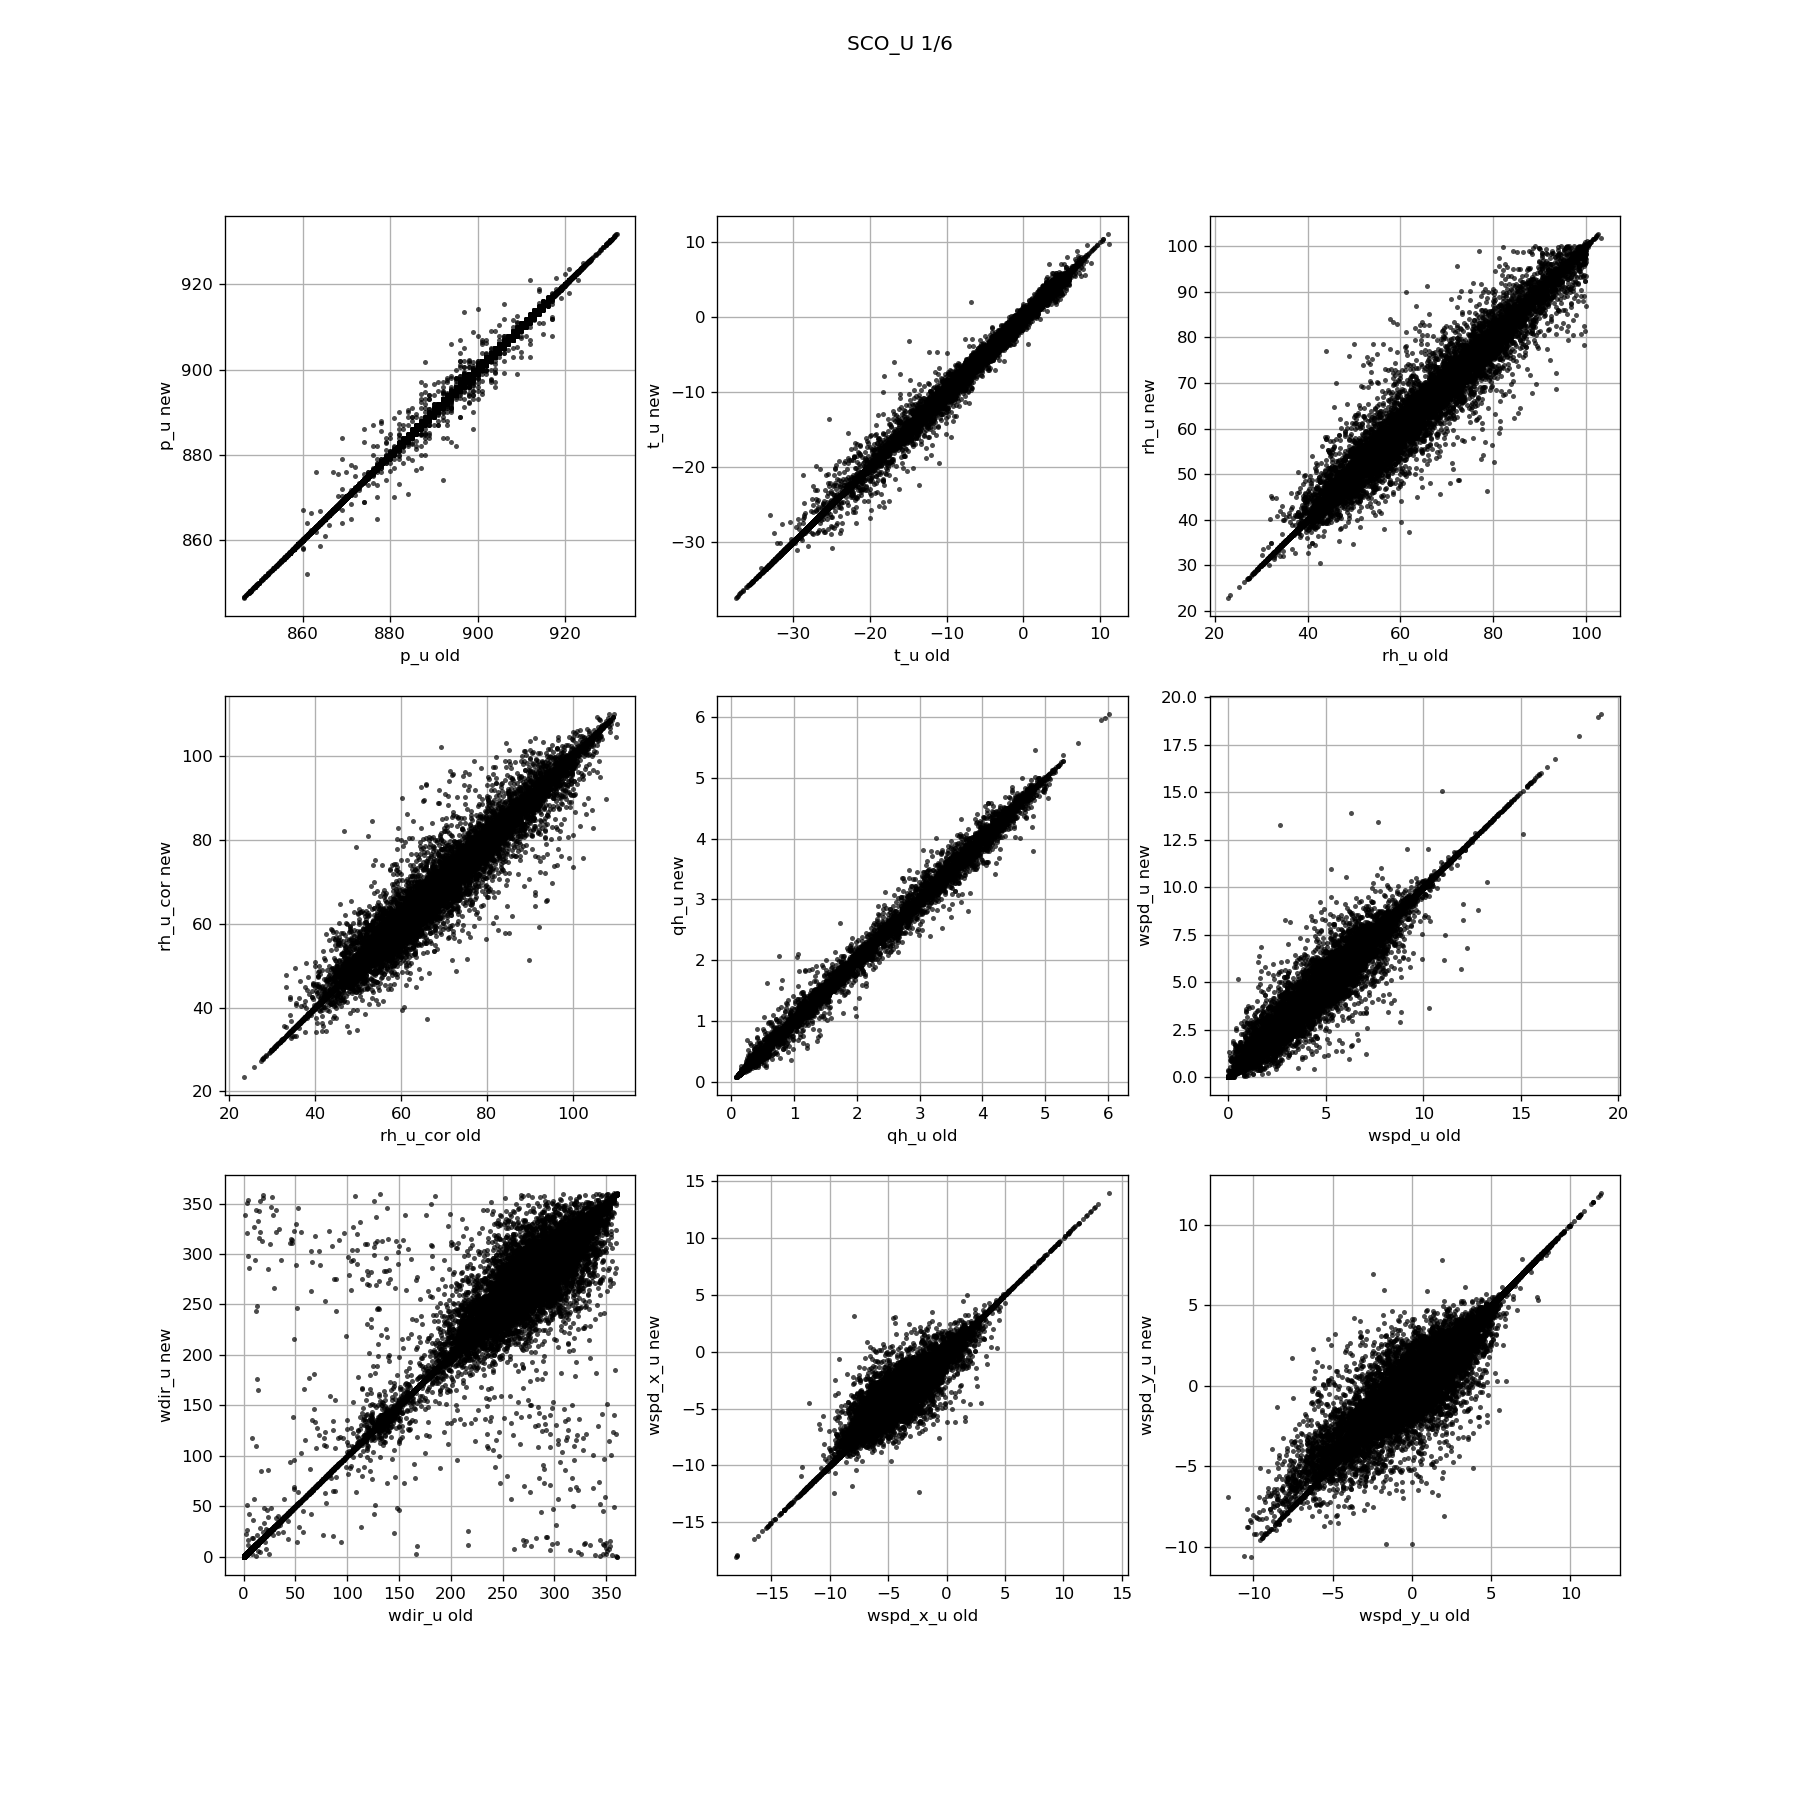 SCO_U 1/6
920
900
880
860
p_u new
860 880 900 920
p_u old
10
0
−10
−20
−30
t_u new
−30 −20 −10 0 10
t_u old
100
90
80
70
60
50
40
30
20
rh_u new
20 40 60 80 100
rh_u old
100
80
60
40
20
rh_u_cor new
20 40 60 80 100
rh_u_cor old
6
5
4
3
2
1
0
qh_u new
0 1 2 3 4 5 6
qh_u old
20.0
17.5
15.0
12.5
10.0
7.5
5.0
2.5
0.0
wspd_u new
0 5 10 15 20
wspd_u old
350
300
250
200
150
100
50
0
wdir_u new
0 50 100 150 200 250 300 350
wdir_u old
15
10
5
0
−5
−10
−15
wspd_x_u new
−15 −10 −5 0 5 10 15
wspd_x_u old
10
5
0
−5
−10
wspd_y_u new
−10 −5 0 5 10
wspd_y_u old